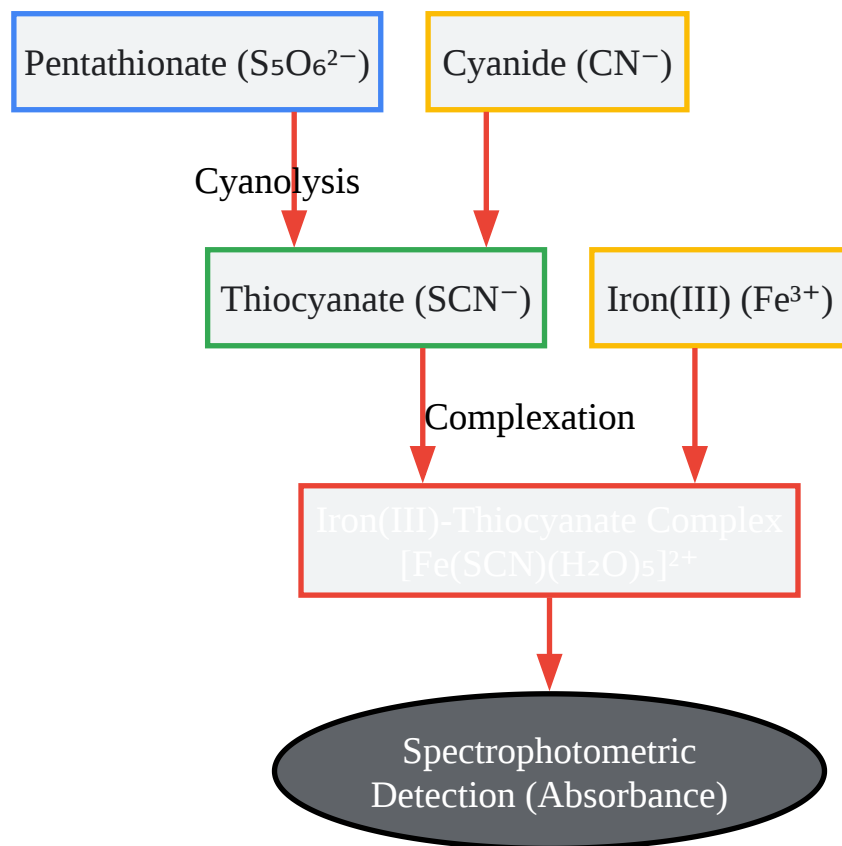 Pentathionate (S₅O₆²⁻)
Cyanide (CN⁻)
Cyanolysis
Thiocyanate (SCN⁻)
Iron(III) (Fe³⁺)
Complexation
Iron(III)-Thiocyanate Complex
[Fe(SCN)(H₂O)₅]²⁺
Spectrophotometric
Detection (Absorbance)